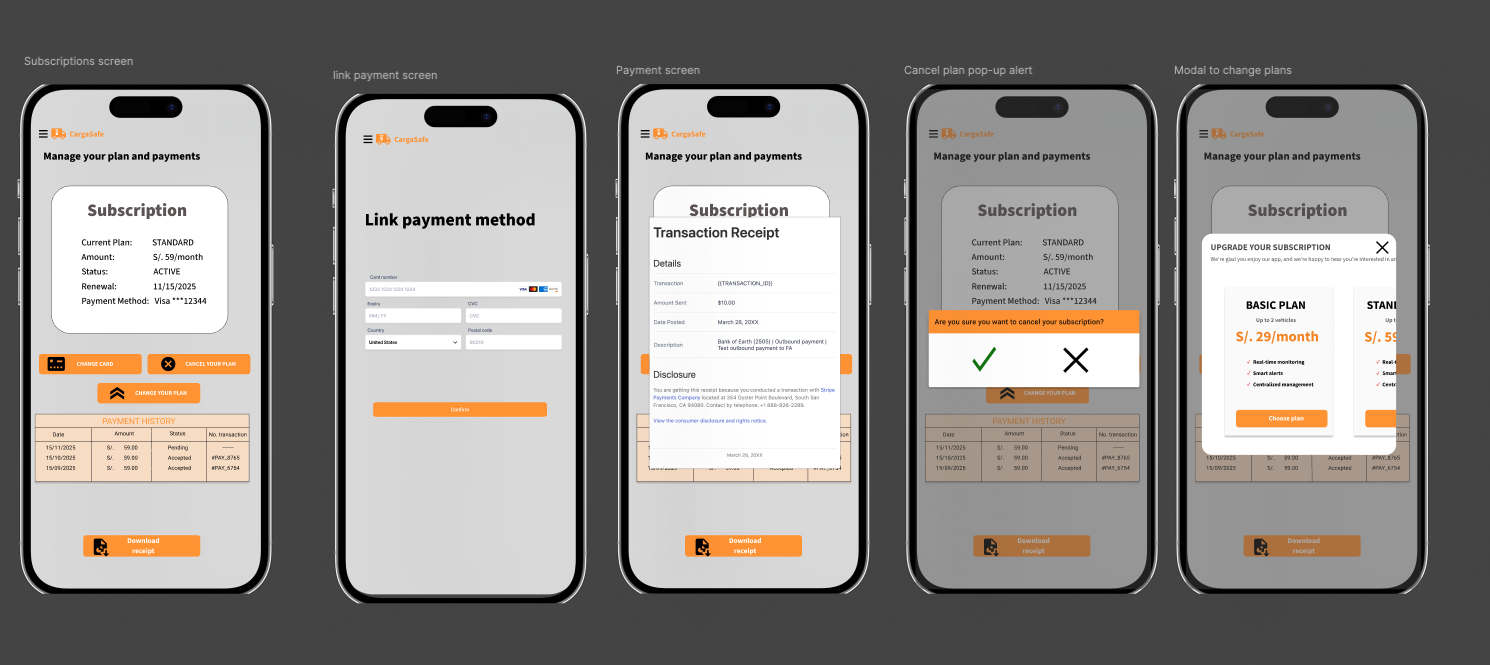 Subscriptions screen
CargaSafe
Manage your plan and payments
Subscription
Current Plan: STANDARD
Amount: S/. 59/month
Status: ACTIVE
Renewal: 11/15/2025
Payment Method: Visa ***12344
CHANGE CARD
CANCEL YOUR PLAN
CHANGE YOUR PLAN
PAYMENT HISTORY
Date Amount Status No. transaction
15/11/2025 S/. 59.00 Pending -----
15/10/2025 S/. 59.00 Accepted #PAY_8765
15/09/2025 S/. 59.00 Accepted #PAY_6754
Download
receipt
link payment screen
CargaSafe
Link payment method
Card number
1234 1234 1234 1234 VISA
Expiry CVC
MM/YY CVC
Country Postal code
United States 90210
Confirm
Payment screen
CargaSafe
Manage your plan and payments
Subscription
Transaction Receipt
Details
Transaction {{TRANSACTION_ID}}
Amount Sent $10.00
Date Posted March 28, 20XX
Description Bank of Earth (2505) | Outbound payment |
Test outbound payment to FA
Disclosure
You are getting this receipt because you conducted a transaction with Stripe
Payments Company located at 354 Oyster Point Boulevard, South San
Francisco, CA 94080. Contact by telephone: +1 888-926-2289.
View the consumer disclosure and rights notice.
March 28, 20XX
15/09/2025 S/. 59.00 Accepted #PAY_6754
Download
receipt
Cancel plan pop-up alert
CargaSafe
Manage your plan and payments
Subscription
Current Plan: STANDARD
Amount: S/. 59/month
Status: ACTIVE
Renewal: 11/15/2025
Payment Method: Visa ***12344
Are you sure you want to cancel your subscription?
CHANGE YOUR PLAN
PAYMENT HISTORY
Date Amount Status No. transaction
15/11/2025 S/. 59.00 Pending -----
15/10/2025 S/. 59.00 Accepted #PAY_8765
15/09/2025 S/. 59.00 Accepted #PAY_6754
Download
receipt
Modal to change plans
CargaSafe
Manage your plan and payments
Subscription
UPGRADE YOUR SUBSCRIPTION
We're glad you enjoy our app, and we're happy to hear you're interested in
BASIC PLAN
Up to 2 vehicles
S/. 29/month
Real-time monitoring
Smart alerts
Centralized management
Choose plan
STAN
Up t
S/. 59
Real-t
Smart
Centr
15/10/2025 S/. 59.00 Accepted #PAY_8765
15/09/2025 S/. 59.00 Accepted #PAY_6754
Download
receipt